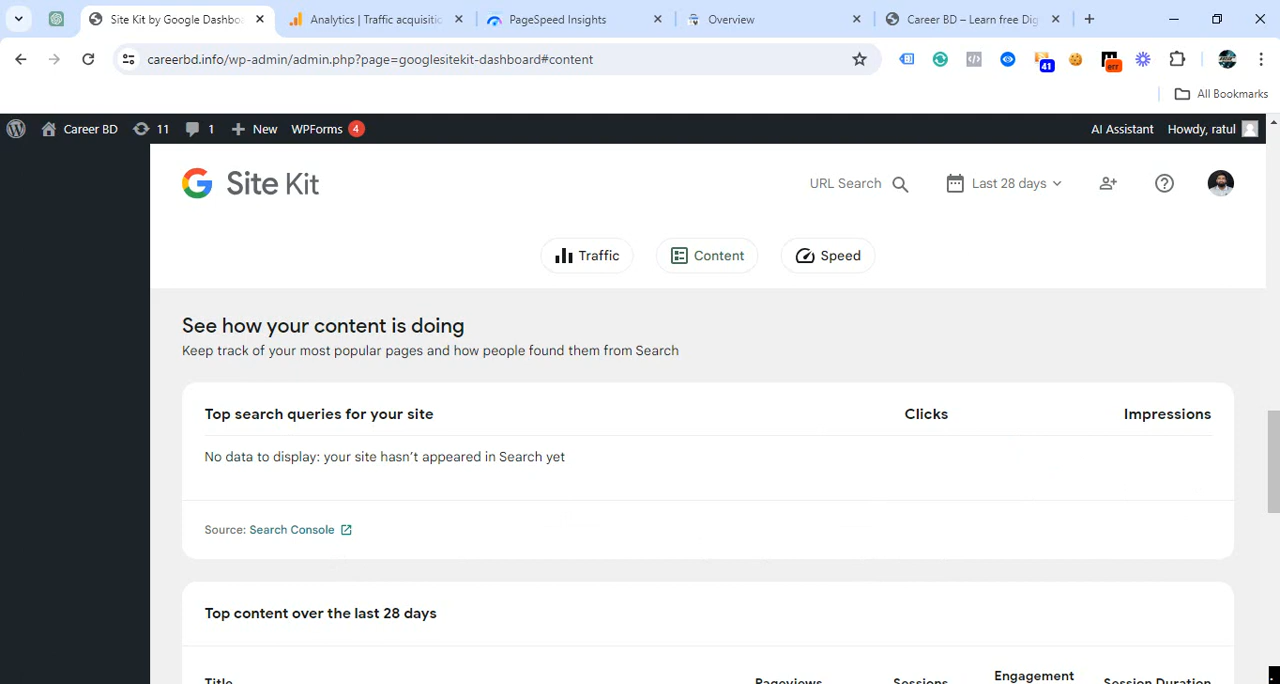 Site Kit by Google Dashbo
Analytics | Traffic acquisitic
PageSpeed Insights
Overview
Career BD – Learn free Dig
careerbd.info/wp-admin/admin.php?page=googlesitekit-dashboard#content
41
err
All Bookmarks
Career BD
11
1
New
WPForms 4
AI Assistant
Howdy, ratul
Site Kit
URL Search
Last 28 days
Traffic
Content
Speed
See how your content is doing
Keep track of your most popular pages and how people found them from Search
Top search queries for your site
Clicks
Impressions
No data to display: your site hasn't appeared in Search yet
Source: Search Console
Top content over the last 28 days
Title
Pageviews
Sessions
Engagement
Session Duration